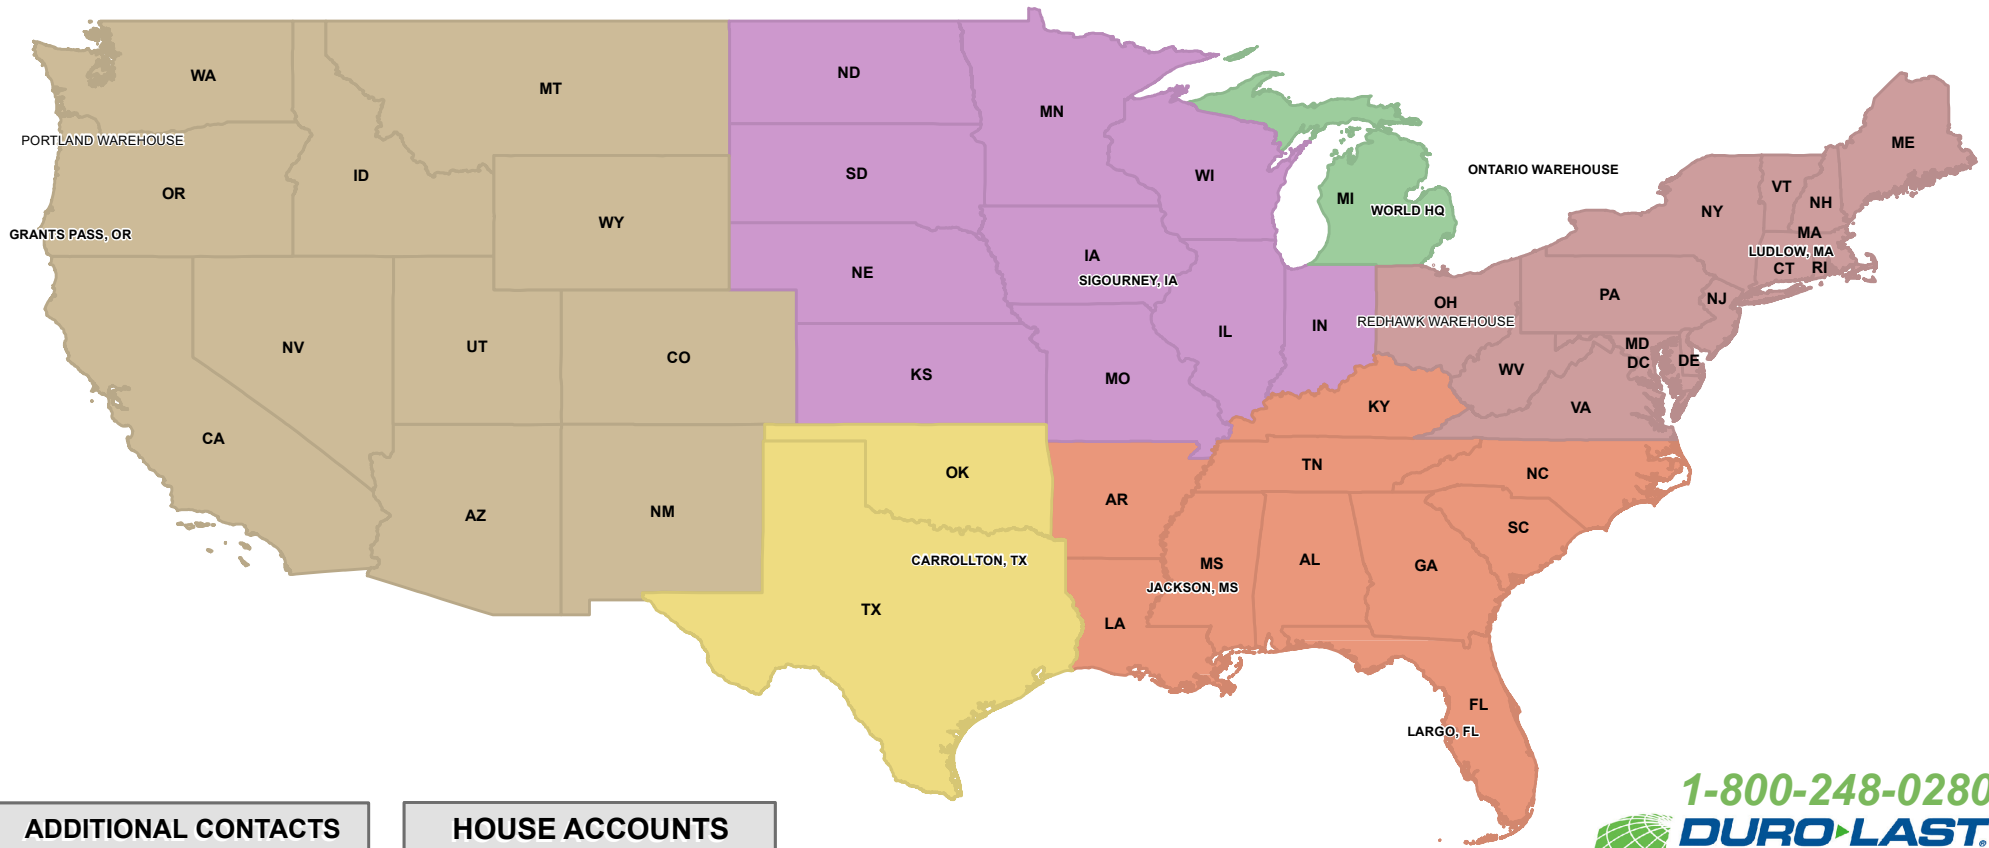 WA
MT
ND
MN
ME
PORTLAND WAREHOUSE
ID
SD
WI
ONTARIO WAREHOUSE
VT
OR
MI
WORLD HQ
NY
NH
GRANTS PASS, OR
WY
MA
LUDLOW, MA
IA
CT
RI
NE
SIGOURNEY, IA
OH
PA
NJ
REDHAWK WAREHOUSE
IL
IN
NV
UT
CO
MD
DC
DE
KS
MO
WV
KY
VA
CA
OK
TN
NC
AR
AZ
NM
SC
CARROLLTON, TX
MS
AL
GA
JACKSON, MS
TX
LA
FL
LARGO, FL
1-800-248-0280
ADDITIONAL CONTACTS
HOUSE ACCOUNTS
DURO-LAST®